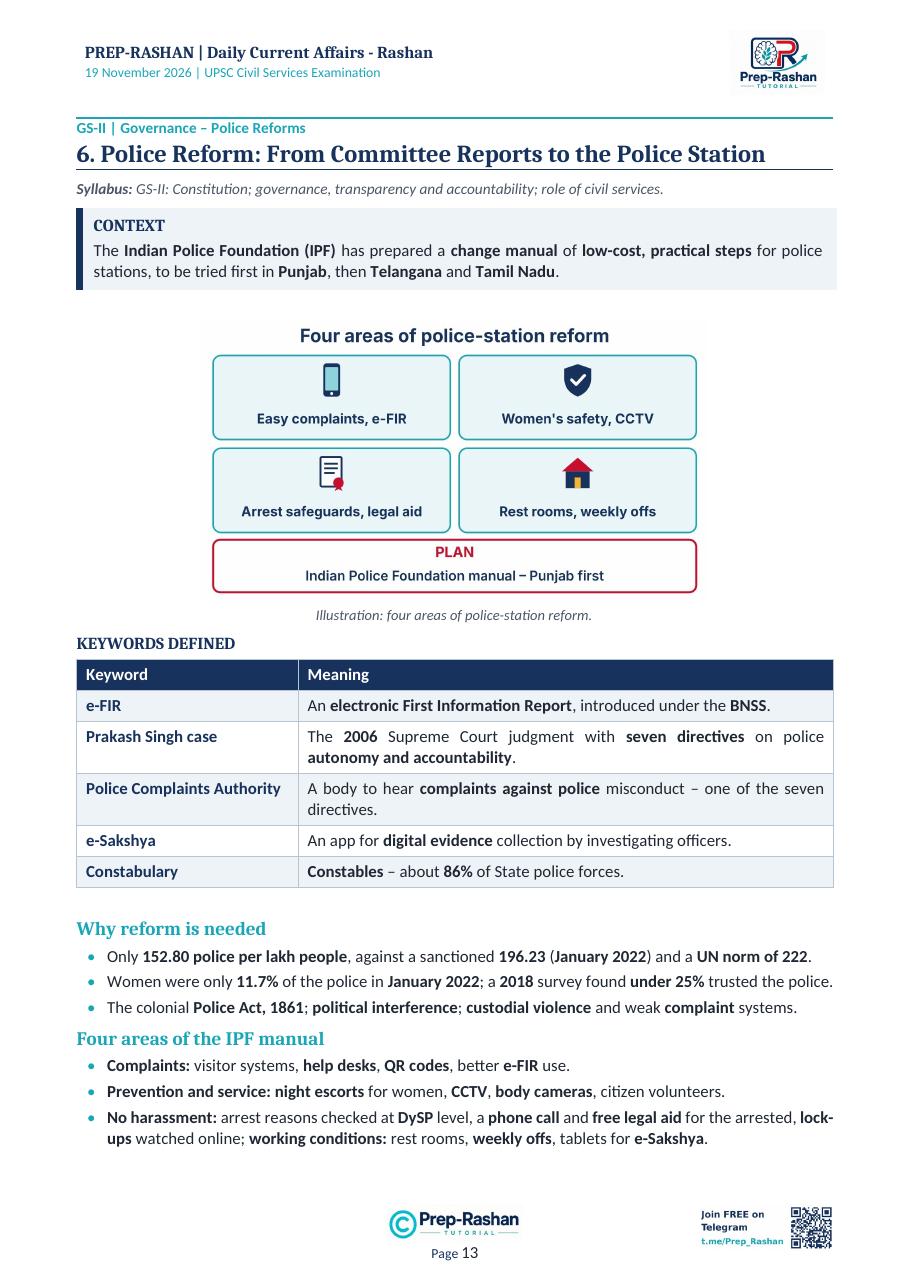 PREP-RASHAN | Daily Current Affairs - Rashan
19 November 2026 | UPSC Civil Services Examination
Prep-Rashan
TUTORIAL
GS-II | Governance – Police Reforms
6. Police Reform: From Committee Reports to the Police Station
Syllabus: GS-II: Constitution; governance, transparency and accountability; role of civil services.
CONTEXT
The Indian Police Foundation (IPF) has prepared a change manual of low-cost, practical steps for police
stations, to be tried first in Punjab, then Telangana and Tamil Nadu.
Four areas of police-station reform
Easy complaints, e-FIR
Women's safety, CCTV
Arrest safeguards, legal aid
Rest rooms, weekly offs
PLAN
Indian Police Foundation manual – Punjab first
Illustration: four areas of police-station reform.
KEYWORDS DEFINED
Keyword Meaning
e-FIR An electronic First Information Report, introduced under the BNSS.
Prakash Singh case The 2006 Supreme Court judgment with seven directives on police
autonomy and accountability.
Police Complaints Authority A body to hear complaints against police misconduct – one of the seven
directives.
e-Sakshya An app for digital evidence collection by investigating officers.
Constabulary Constables – about 86% of State police forces.
Why reform is needed
• Only 152.80 police per lakh people, against a sanctioned 196.23 (January 2022) and a UN norm of 222.
• Women were only 11.7% of the police in January 2022; a 2018 survey found under 25% trusted the police.
• The colonial Police Act, 1861; political interference; custodial violence and weak complaint systems.
Four areas of the IPF manual
• Complaints: visitor systems, help desks, QR codes, better e-FIR use.
• Prevention and service: night escorts for women, CCTV, body cameras, citizen volunteers.
• No harassment: arrest reasons checked at DySP level, a phone call and free legal aid for the arrested, lock-
ups watched online; working conditions: rest rooms, weekly offs, tablets for e-Sakshya.
© Prep-Rashan
TUTORIAL
Page 13
Join FREE on
Telegram
t.me/Prep_Rashan